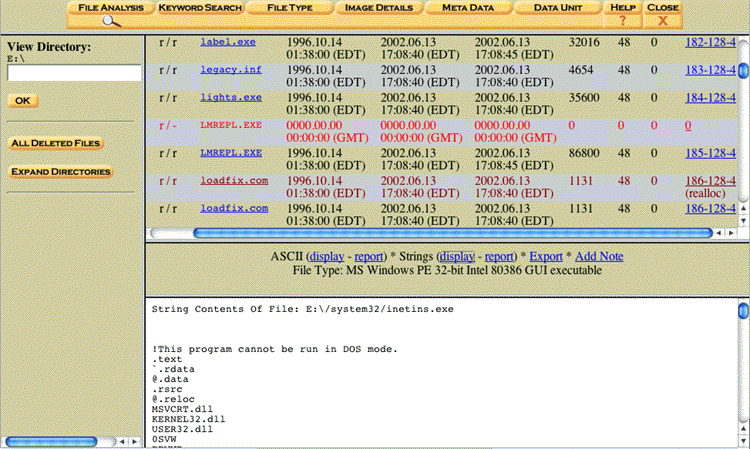 FILE ANALYSIS KEYWORD SEARCH FILE TYPE IMAGE DETAILS META DATA DATA UNIT HELP CLOSE
? X
View Directory:
E:\
OK
ALL DELETED FILES
EXPAND DIRECTORIES
r / r label.exe 1996.10.14 2002.06.13 2002.06.13 32016 48 0 182-128-4
01:38:00 (EDT) 17:08:40 (EDT) 17:08:45 (EDT)
r / r legacy.inf 1996.10.14 2002.06.13 2002.06.13 4654 48 0 183-128-4
01:38:00 (EDT) 17:08:40 (EDT) 17:08:40 (EDT)
r / r lights.exe 1996.10.14 2002.06.13 2002.06.13 35600 48 0 184-128-4
01:38:00 (EDT) 17:08:40 (EDT) 17:08:40 (EDT)
r / - LMREPL.EXE 0000.00.00 0000.00.00 0000.00.00 0 0 0 0
00:00:00 (GMT) 00:00:00 (GMT) 00:00:00 (GMT)
r / r LMREPL.EXE 1996.10.14 2002.06.13 2002.06.13 86800 48 0 185-128-4
01:38:00 (EDT) 17:08:40 (EDT) 17:08:45 (EDT)
r / r loadfix.com 1996.10.14 2002.06.13 2002.06.13 1131 48 0 186-128-4
01:38:00 (EDT) 17:08:40 (EDT) 17:08:40 (EDT) (realloc)
r / r loadfix.com 1996.10.14 2002.06.13 2002.06.13 1131 48 0 186-128-4
01:38:00 (EDT) 17:08:40 (EDT) 17:08:40 (EDT)
ASCII (display - report) * Strings (display - report) * Export * Add Note
File Type: MS Windows PE 32-bit Intel 80386 GUI executable
String Contents Of File: E:\/system32/inetins.exe
!This program cannot be run in DOS mode.
.text
`.rdata
@.data
.rsrc
@.reloc
MSVCRT.dll
KERNEL32.dll
USER32.dll
0SVW